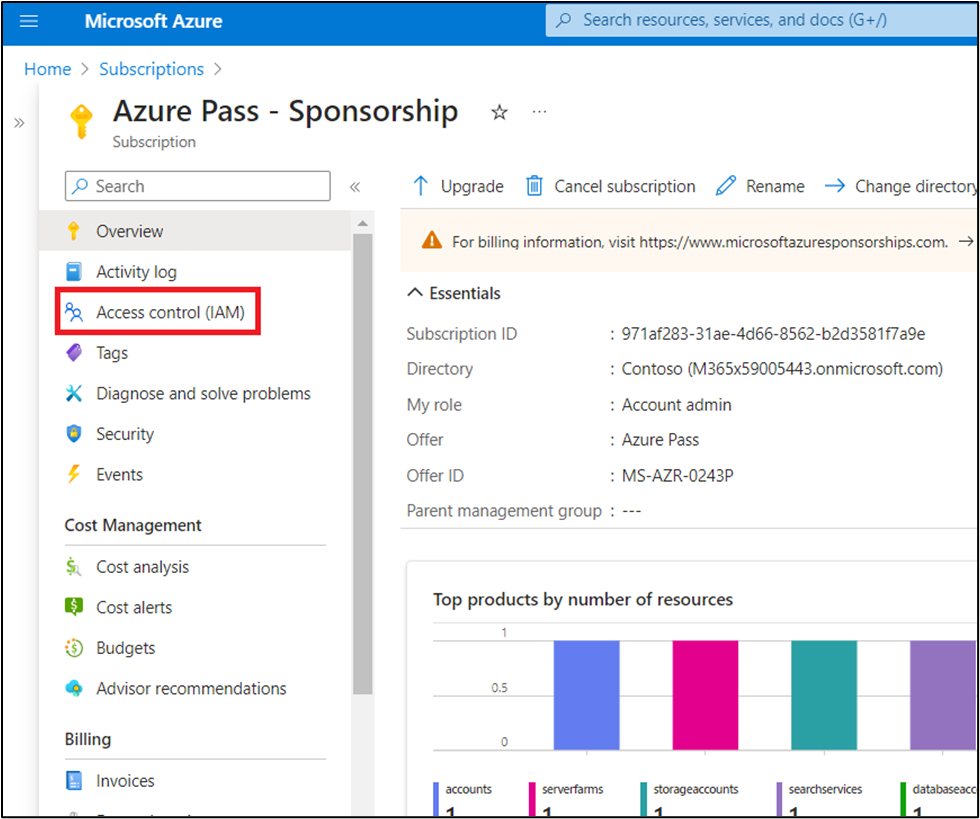 Microsoft Azure
Search resources, services, and docs (G+/)
Home > Subscriptions >
Azure Pass - Sponsorship
Subscription
Search
Overview
Activity log
Access control (IAM)
Tags
Diagnose and solve problems
Security
Events
Cost Management
Cost analysis
Cost alerts
Budgets
Advisor recommendations
Billing
Invoices
Upgrade Cancel subscription Rename Change directory
For billing information, visit https://www.microsoftazuresponsorships.com.
Essentials
Subscription ID : 971af283-31ae-4d66-8562-b2d3581f7a9e
Directory : Contoso (M365x59005443.onmicrosoft.com)
My role : Account admin
Offer : Azure Pass
Offer ID : MS-AZR-0243P
Parent management group : ---
Top products by number of resources
1
0.5
0
accounts serverfarms storageaccounts searchservices databaseacc
1 1 1 1 1